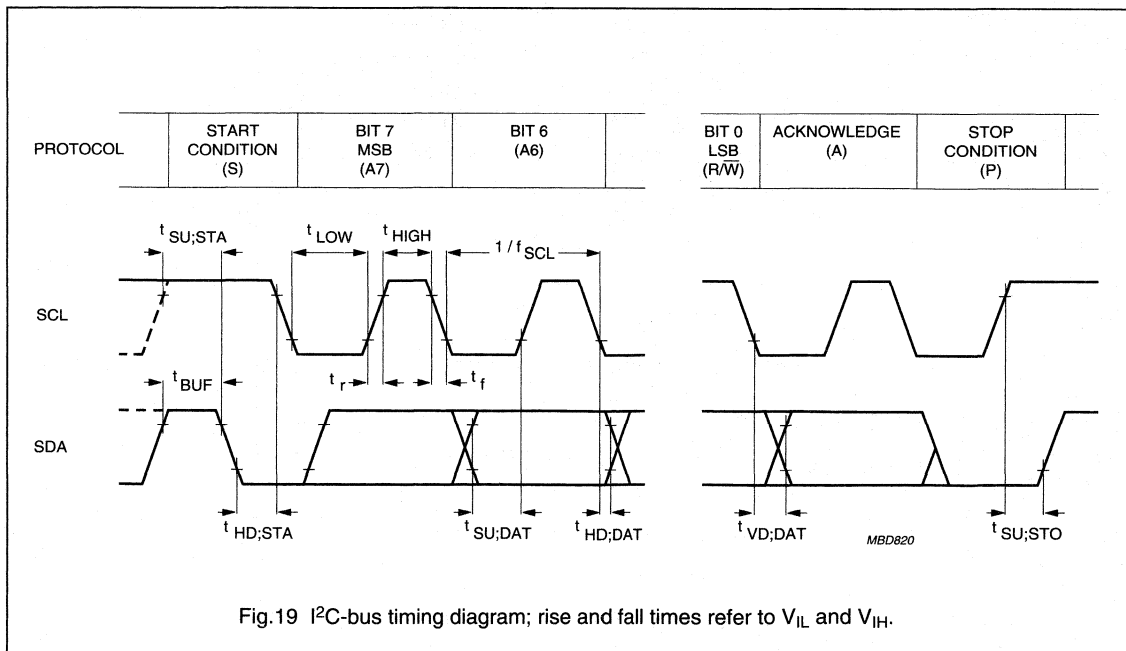 PROTOCOL
START
CONDITION
(S)
BIT 7
MSB
(A7)
BIT 6
(A6)
BIT 0
LSB
(R/W̅)
ACKNOWLEDGE
(A)
STOP
CONDITION
(P)
t SU;STA
t LOW
t HIGH
1 / f SCL
SCL
t BUF
t r
t f
SDA
t HD;STA
t SU;DAT
t HD;DAT
t VD;DAT
MBD820
t SU;STO
Fig.19 I²C-bus timing diagram; rise and fall times refer to VIL and VIH.